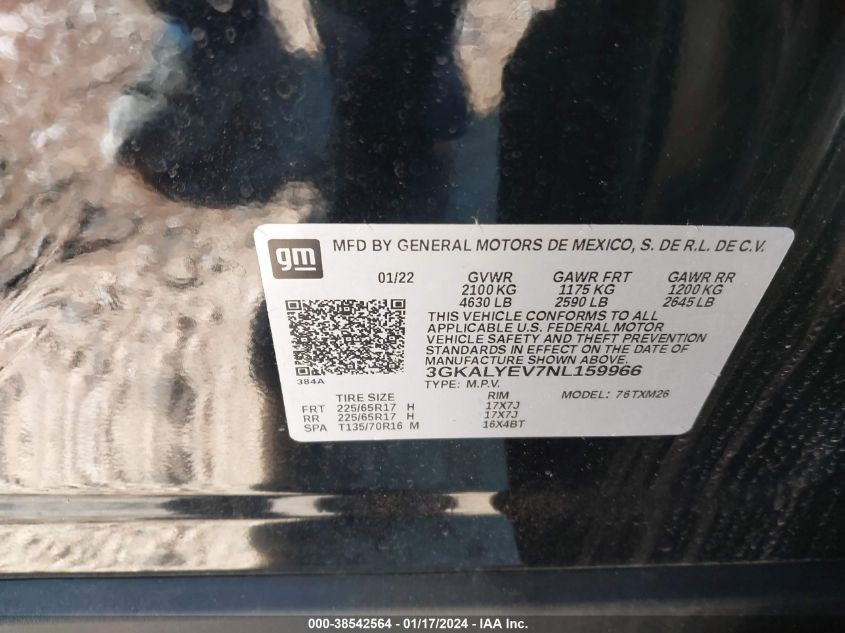 gm
MFD BY GENERAL MOTORS DE MEXICO, S. DE R.L. DE C.V.
01/22 GVWR GAWR FRT GAWR RR
2100 KG 1175 KG 1200 KG
4630 LB 2590 LB 2645 LB
THIS VEHICLE CONFORMS TO ALL
APPLICABLE U.S. FEDERAL MOTOR
VEHICLE SAFETY AND THEFT PREVENTION
STANDARDS IN EFFECT ON THE DATE OF
MANUFACTURE SHOWN ABOVE.
3GKALYEV7NL159966
384A
TYPE: M.P.V. MODEL: 76TXM26
TIRE SIZE RIM
FRT 225/65R17 H 17X7J
RR 225/65R17 H 17X7J
SPA T135/70R16 M 16X4BT
000-38542564 / 01/17/2024 - IAA Inc.